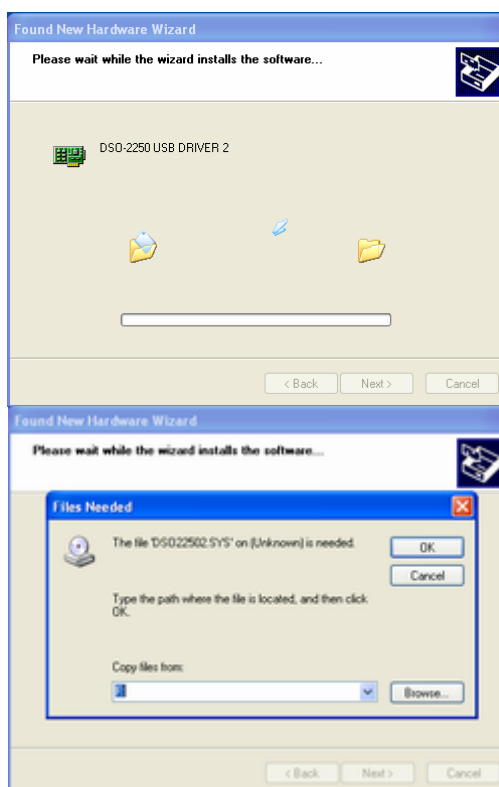 Found New Hardware Wizard
Please wait while the wizard installs the software...
DSO-2250 USB DRIVER 2
< Back Next > Cancel
Found New Hardware Wizard
Please wait while the wizard installs the software...
Files Needed
The file 'DSO22502.SYS' on (Unknown) is needed.
OK
Cancel
Type the path where the file is located, and then click
OK.
Copy files from:
Browse...
< Back Next > Cancel